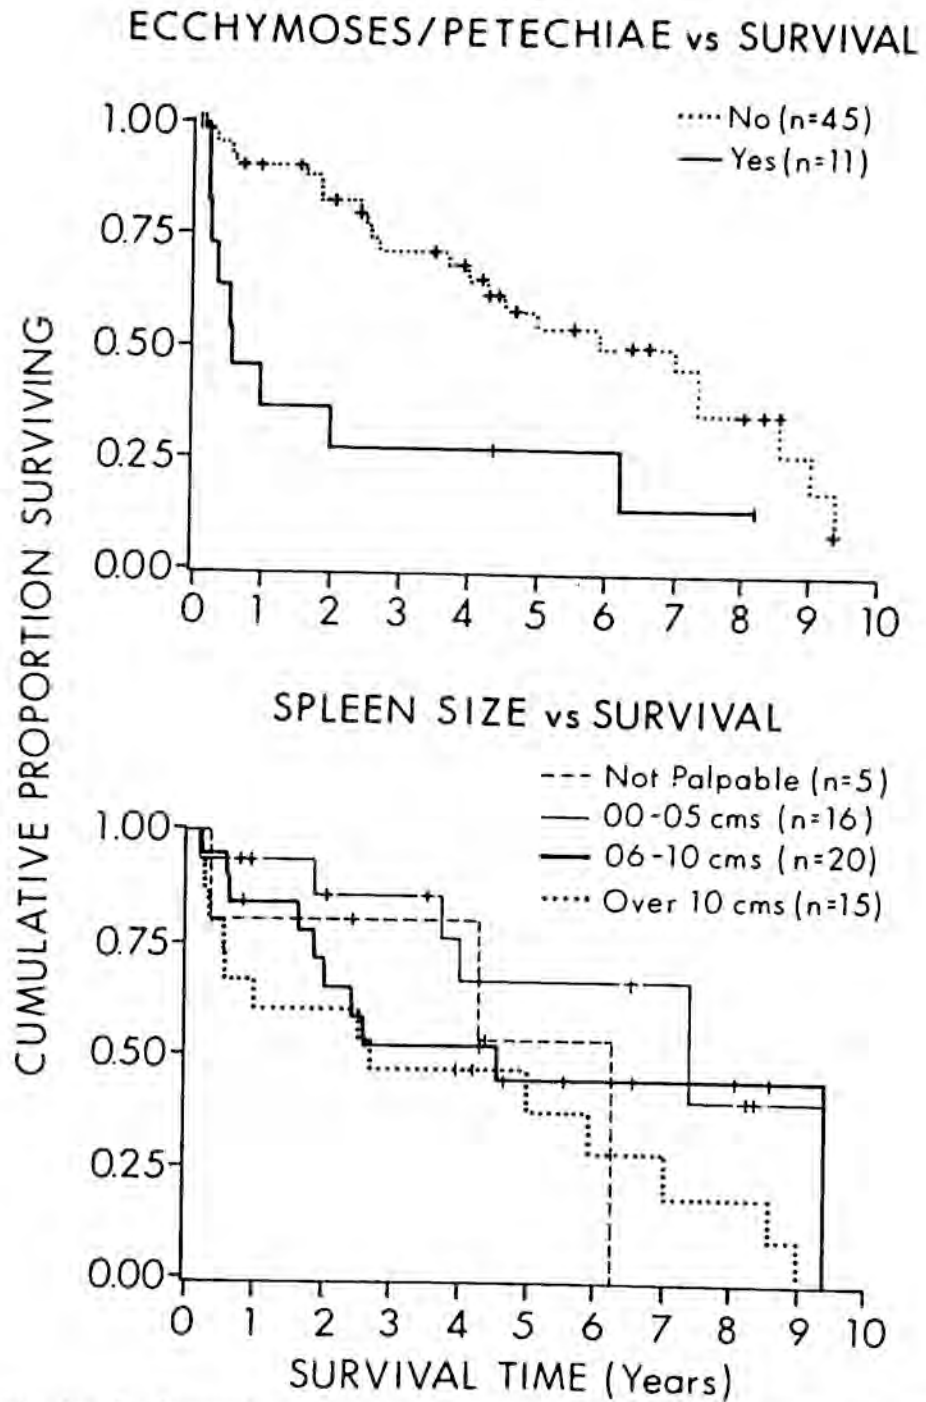 ECCHYMOSES/PETECHIAE vs SURVIVAL
No (n=45)
Yes (n=11)
1.00
0.75
0.50
0.25
0.00
0 1 2 3 4 5 6 7 8 9 10
CUMULATIVE PROPORTION SURVIVING
SPLEEN SIZE vs SURVIVAL
Not Palpable (n=5)
00-05 cms (n=16)
06-10 cms (n=20)
Over 10 cms (n=15)
1.00
0.75
0.50
0.25
0.00
0 1 2 3 4 5 6 7 8 9 10
SURVIVAL TIME (Years)